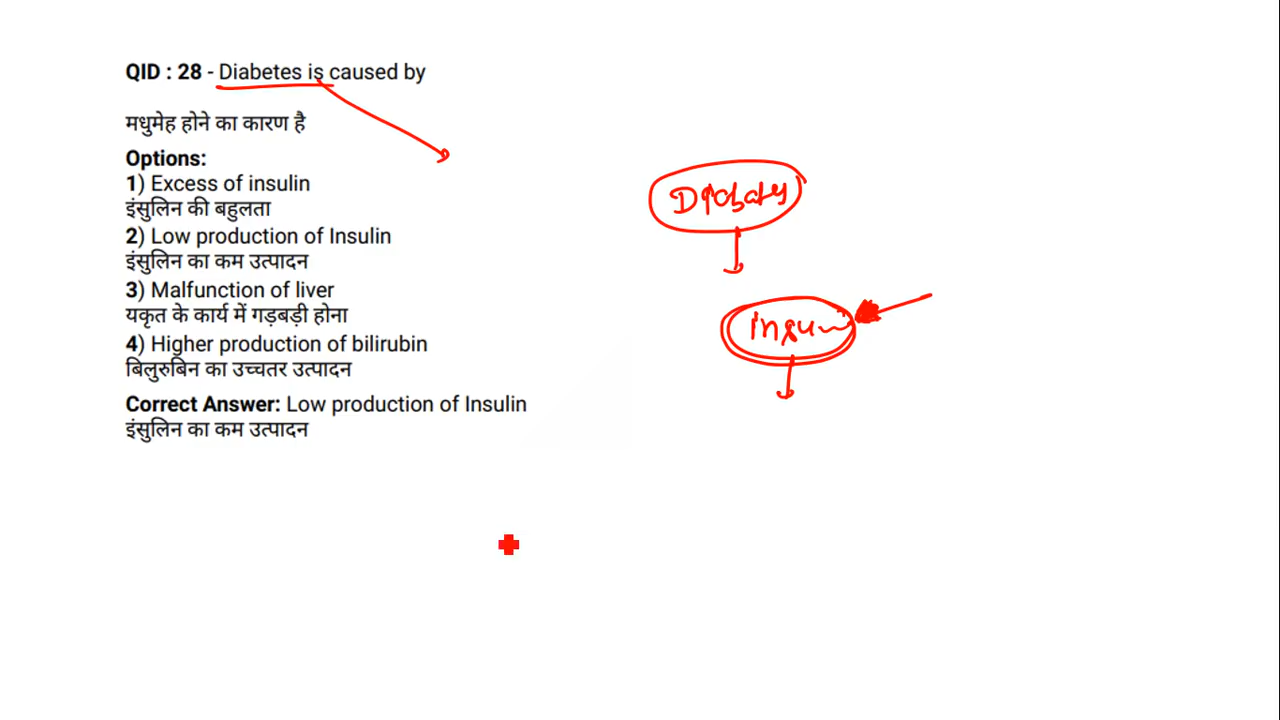 QID : 28 - Diabetes is caused by
मधुमेह होने का कारण है
Options:
1) Excess of insulin
इंसुलिन की बहुलता
2) Low production of Insulin
इंसुलिन का कम उत्पादन
3) Malfunction of liver
यकृत के कार्य में गड़बड़ी होना
4) Higher production of bilirubin
बिलुरुबिन का उच्चतर उत्पादन
Correct Answer: Low production of Insulin
इंसुलिन का कम उत्पादन